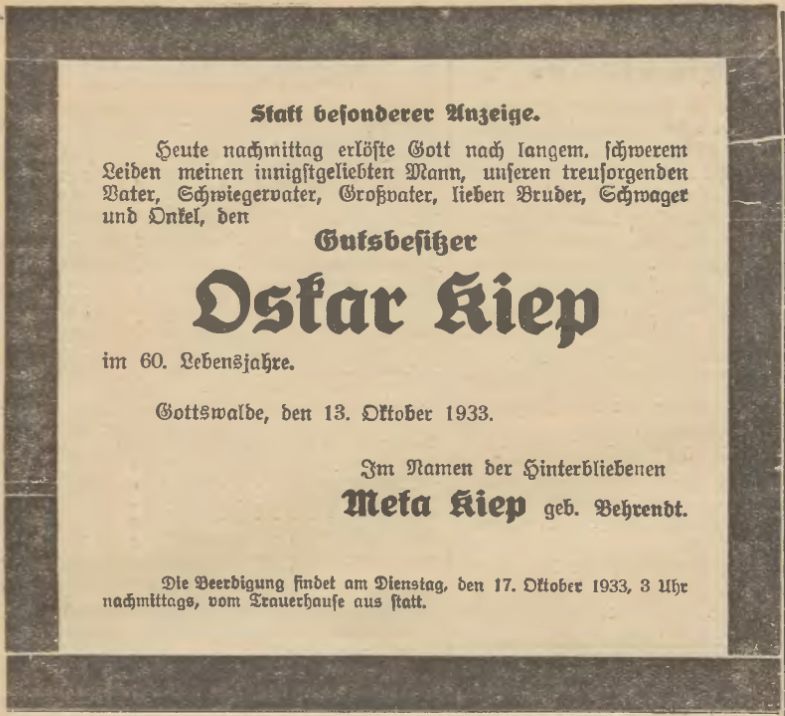 Statt besonderer Anzeige.
Heute nachmittag erlöste Gott nach langem, schwerem
Leiden meinen innigstgeliebten Mann, unseren treusorgenden
Vater, Schwiegervater, Großvater, lieben Bruder, Schwager
und Onkel, den
Gutsbesitzer
Oskar Kiep
im 60. Lebensjahre.
Gottswalde, den 13. Oktober 1933.
Im Namen der Hinterbliebenen
Meta Kiep geb. Behrendt.
Die Beerdigung findet am Dienstag, den 17. Oktober 1933, 3 Uhr
nachmittags, vom Trauerhause aus statt.